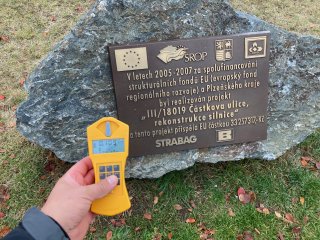 SROP
V letech 2005-2007 za spolufinancování
strukturálních fondů EU (evropský fond
regionálního rozvoje) a Plzeňského kraje
byl realizován projekt
„III/18019 Částkova ulice,
rekonstrukce silnice"
a tento projekt přispěla EU částkou
STRABAG